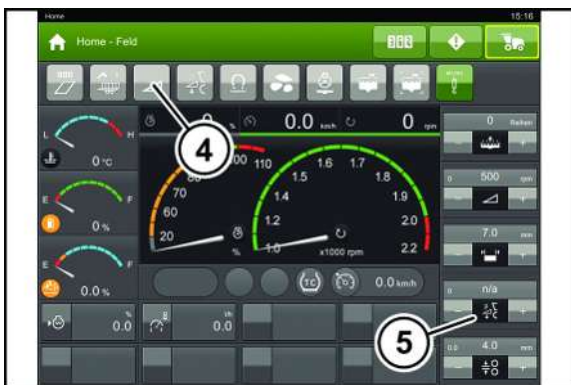 Home
15:16
Home - Feld
0 % 0.0 km/h 0 rpm
L H
0 °C
E F
0 %
E F
0.0 %
20 60 70 80 100 110
%
1.0 1.2 1.4 1.5 1.6 1.7 1.8 1.9 2.0 2.2
x1000 rpm
TC
0.0 km/h
% 0.0
l/h 0.0
0 Reihen
- +
0 500 rpm
- +
7.0 mm
- +
0 n/a
- +
0.0 4.0 mm
- +
4
5